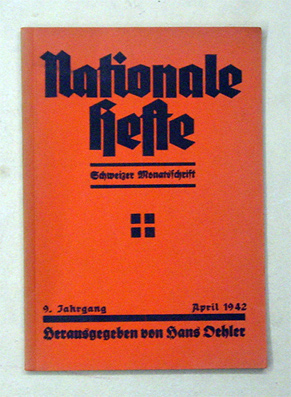 Nationale
Hefte
Schweizer Monatsschrift
9. Jahrgang April 1942
Herausgegeben von Hans Oehler